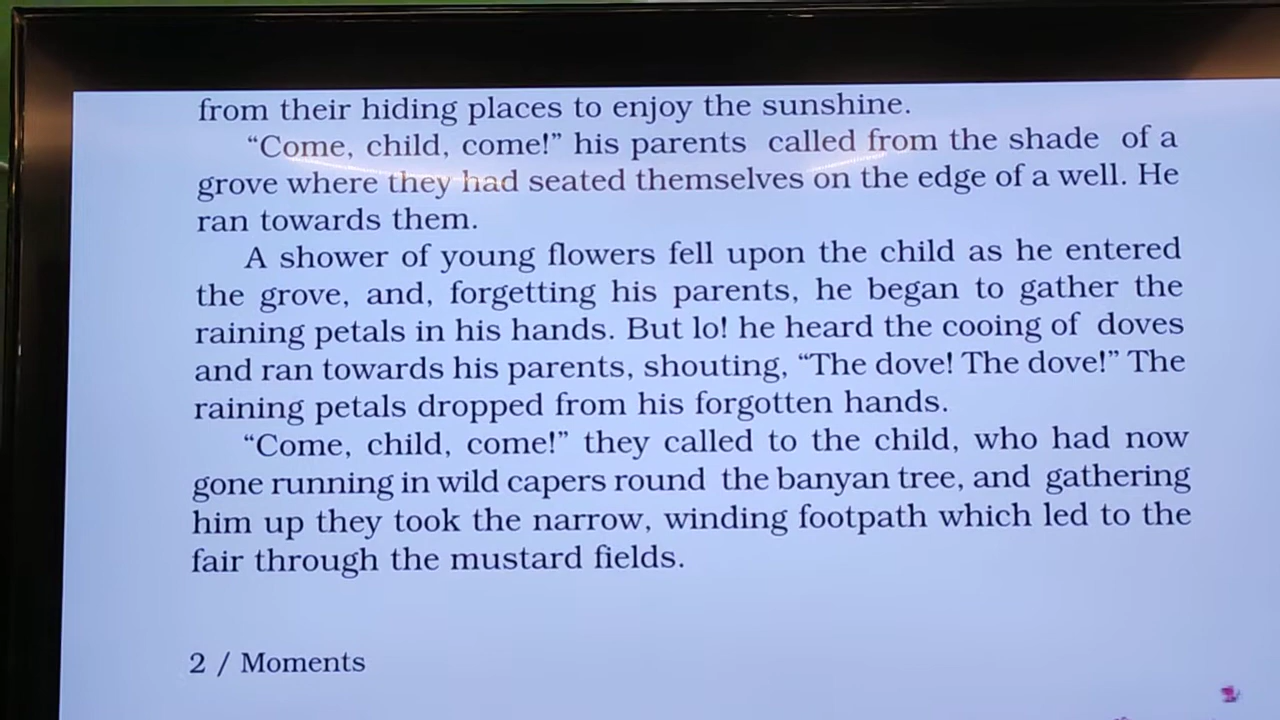 from their hiding places to enjoy the sunshine.
“Come, child, come!” his parents called from the shade of a
grove where they had seated themselves on the edge of a well. He
ran towards them.
A shower of young flowers fell upon the child as he entered
the grove, and, forgetting his parents, he began to gather the
raining petals in his hands. But lo! he heard the cooing of doves
and ran towards his parents, shouting, “The dove! The dove!” The
raining petals dropped from his forgotten hands.
“Come, child, come!” they called to the child, who had now
gone running in wild capers round the banyan tree, and gathering
him up they took the narrow, winding footpath which led to the
fair through the mustard fields.
2 / Moments